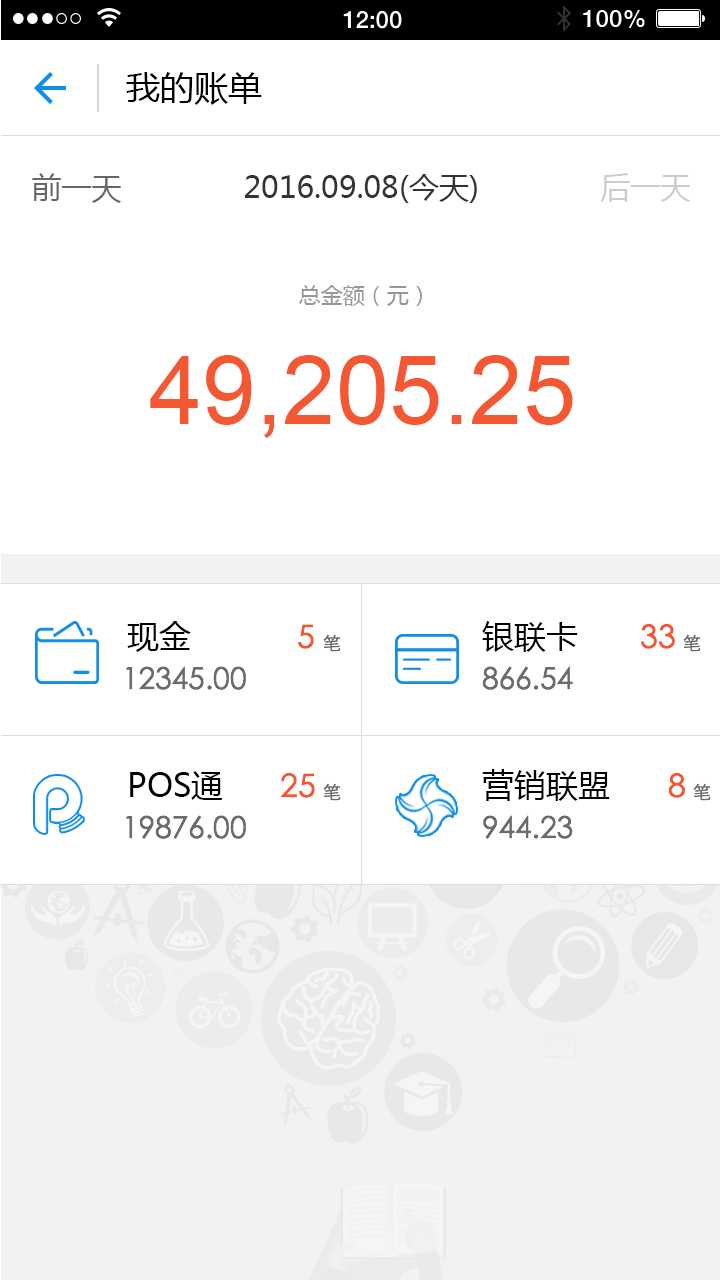 12:00 100%
我的账单
前一天 2016.09.08(今天) 后一天
总金额（元）
49,205.25
现金 5 笔
12345.00
银联卡 33 笔
866.54
POS通 25 笔
19876.00
营销联盟 8 笔
944.23